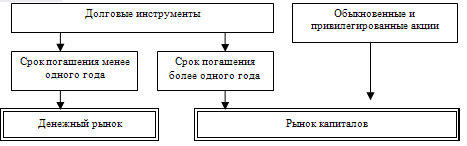 Долговые инструменты
Обыкновенные и
привилегированные акции
Срок погашения менее
одного года
Срок погашения
более одного года
Денежный рынок
Рынок капиталов